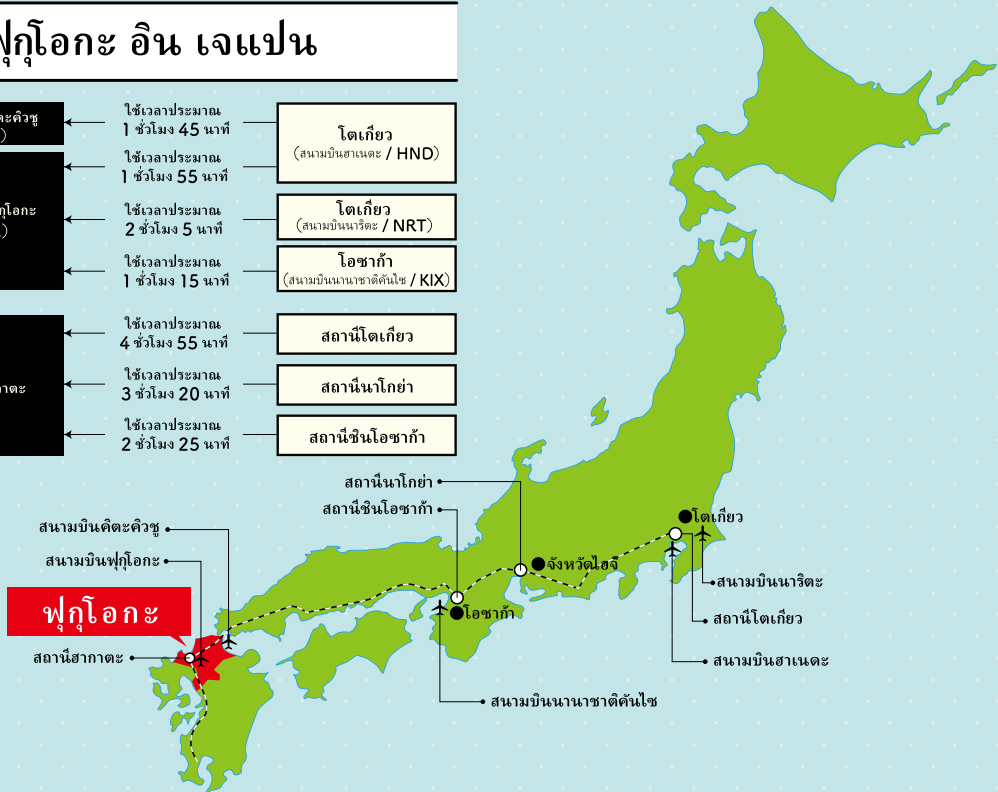 ฟุกุโอกะ อิน เจแปน
ใช้เวลาประมาณ
1 ชั่วโมง 45 นาที
ใช้เวลาประมาณ
1 ชั่วโมง 55 นาที
โตเกียว
(สนามบินฮาเนดะ / HND)
ใช้เวลาประมาณ
2 ชั่วโมง 5 นาที
โตเกียว
(สนามบินนาริตะ / NRT)
ใช้เวลาประมาณ
1 ชั่วโมง 15 นาที
โอซาก้า
(สนามบินนานาชาติคันไซ / KIX)
ใช้เวลาประมาณ
4 ชั่วโมง 55 นาที
สถานีโตเกียว
ใช้เวลาประมาณ
3 ชั่วโมง 20 นาที
สถานีนาโกย่า
ใช้เวลาประมาณ
2 ชั่วโมง 25 นาที
สถานีชินโอซาก้า
สถานีนาโกย่า
สถานีชินโอซาก้า
สนามบินคิตะคิวชู
สนามบินฟุกุโอกะ
ฟุกุโอกะ
สถานีฮากาตะ
โตเกียว
จังหวัดไอจิ
โอซาก้า
สนามบินนาริตะ
สถานีโตเกียว
สนามบินฮาเนดะ
สนามบินนานาชาติคันไซ